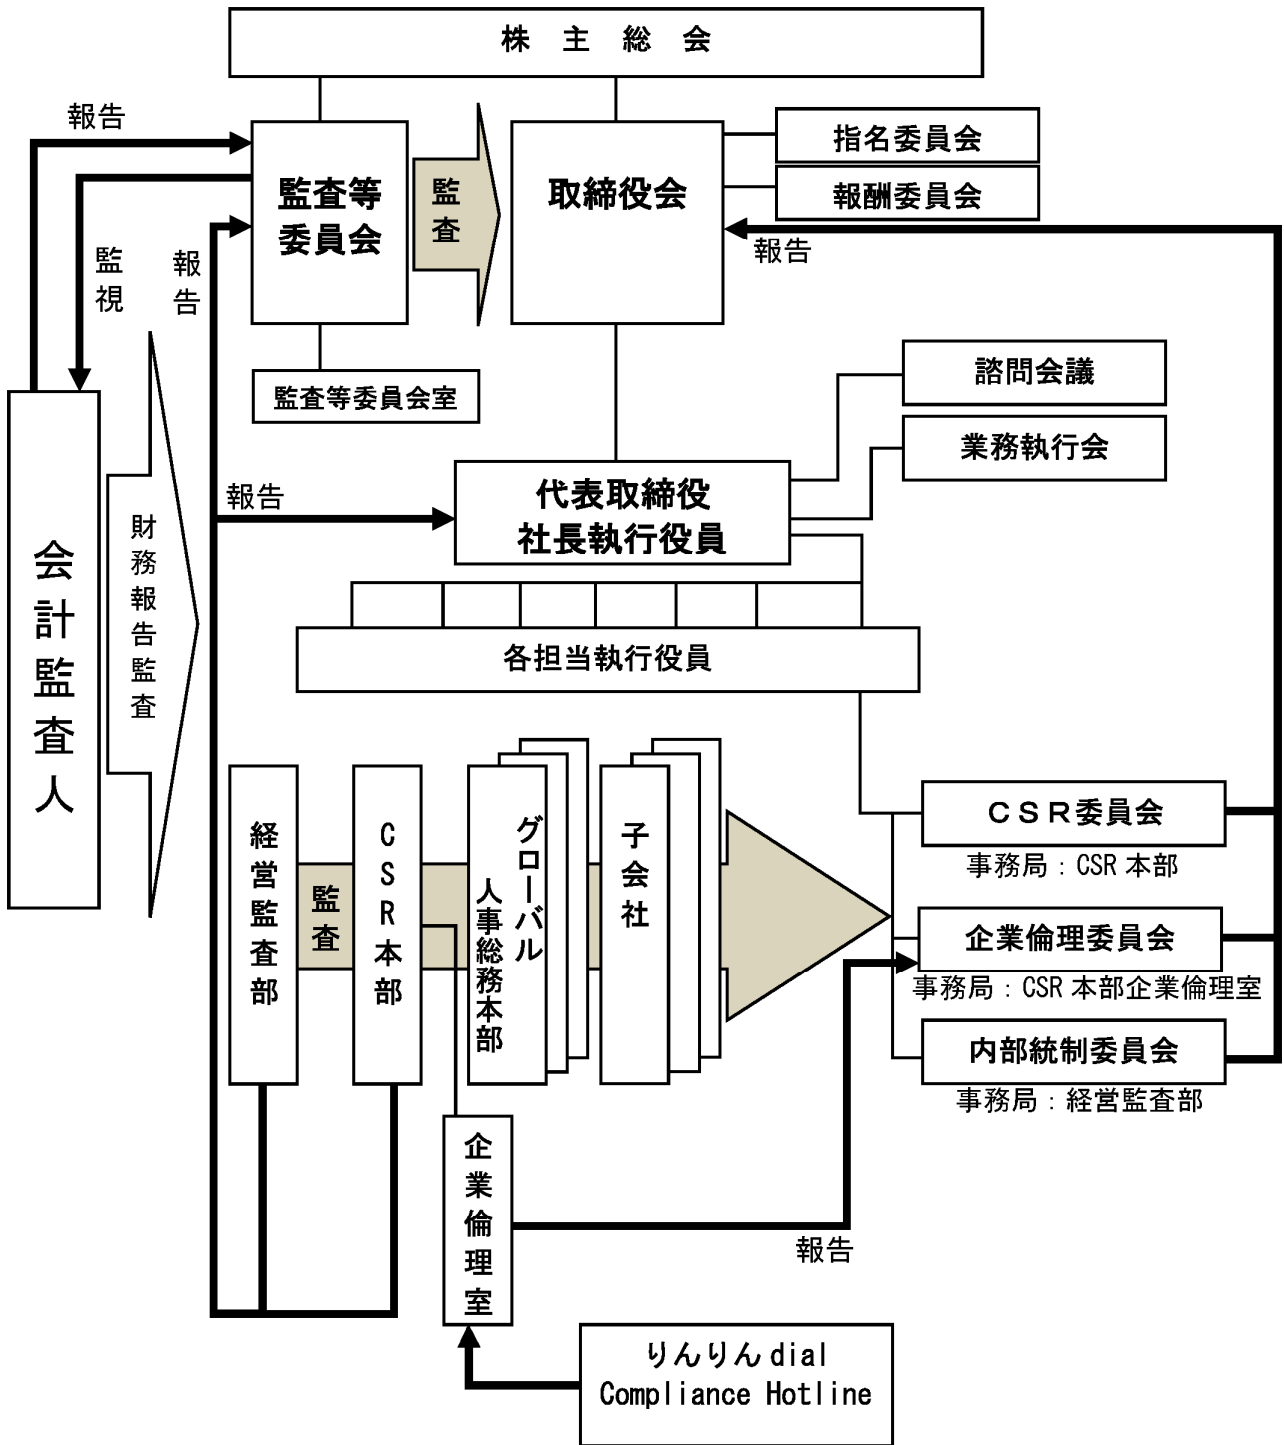 株 主 総 会
報告
監査等
委員会
監査
取締役会
指名委員会
報酬委員会
報告
監視
報告
監査等委員会室
諮問会議
業務執行会
報告
代表取締役
社長執行役員
会計監査人
財務報告監査
各担当執行役員
経営監査部
監査
CSR本部
グローバル
人事総務本部
子会社
CSR委員会
事務局：CSR 本部
企業倫理委員会
事務局：CSR 本部企業倫理室
内部統制委員会
事務局：経営監査部
企業倫理室
報告
りんりん dial
Compliance Hotline